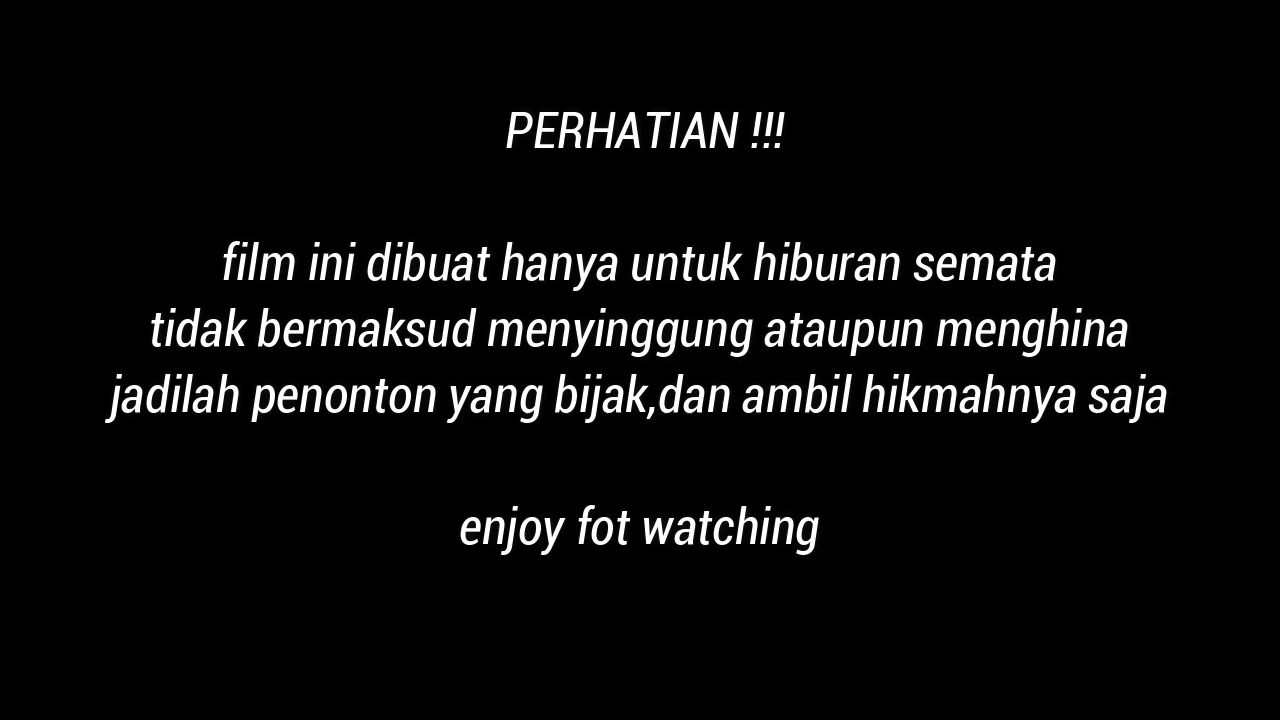 PERHATIAN !!!
film ini dibuat hanya untuk hiburan semata
tidak bermaksud menyinggung ataupun menghina
jadilah penonton yang bijak,dan ambil hikmahnya saja
enjoy fot watching